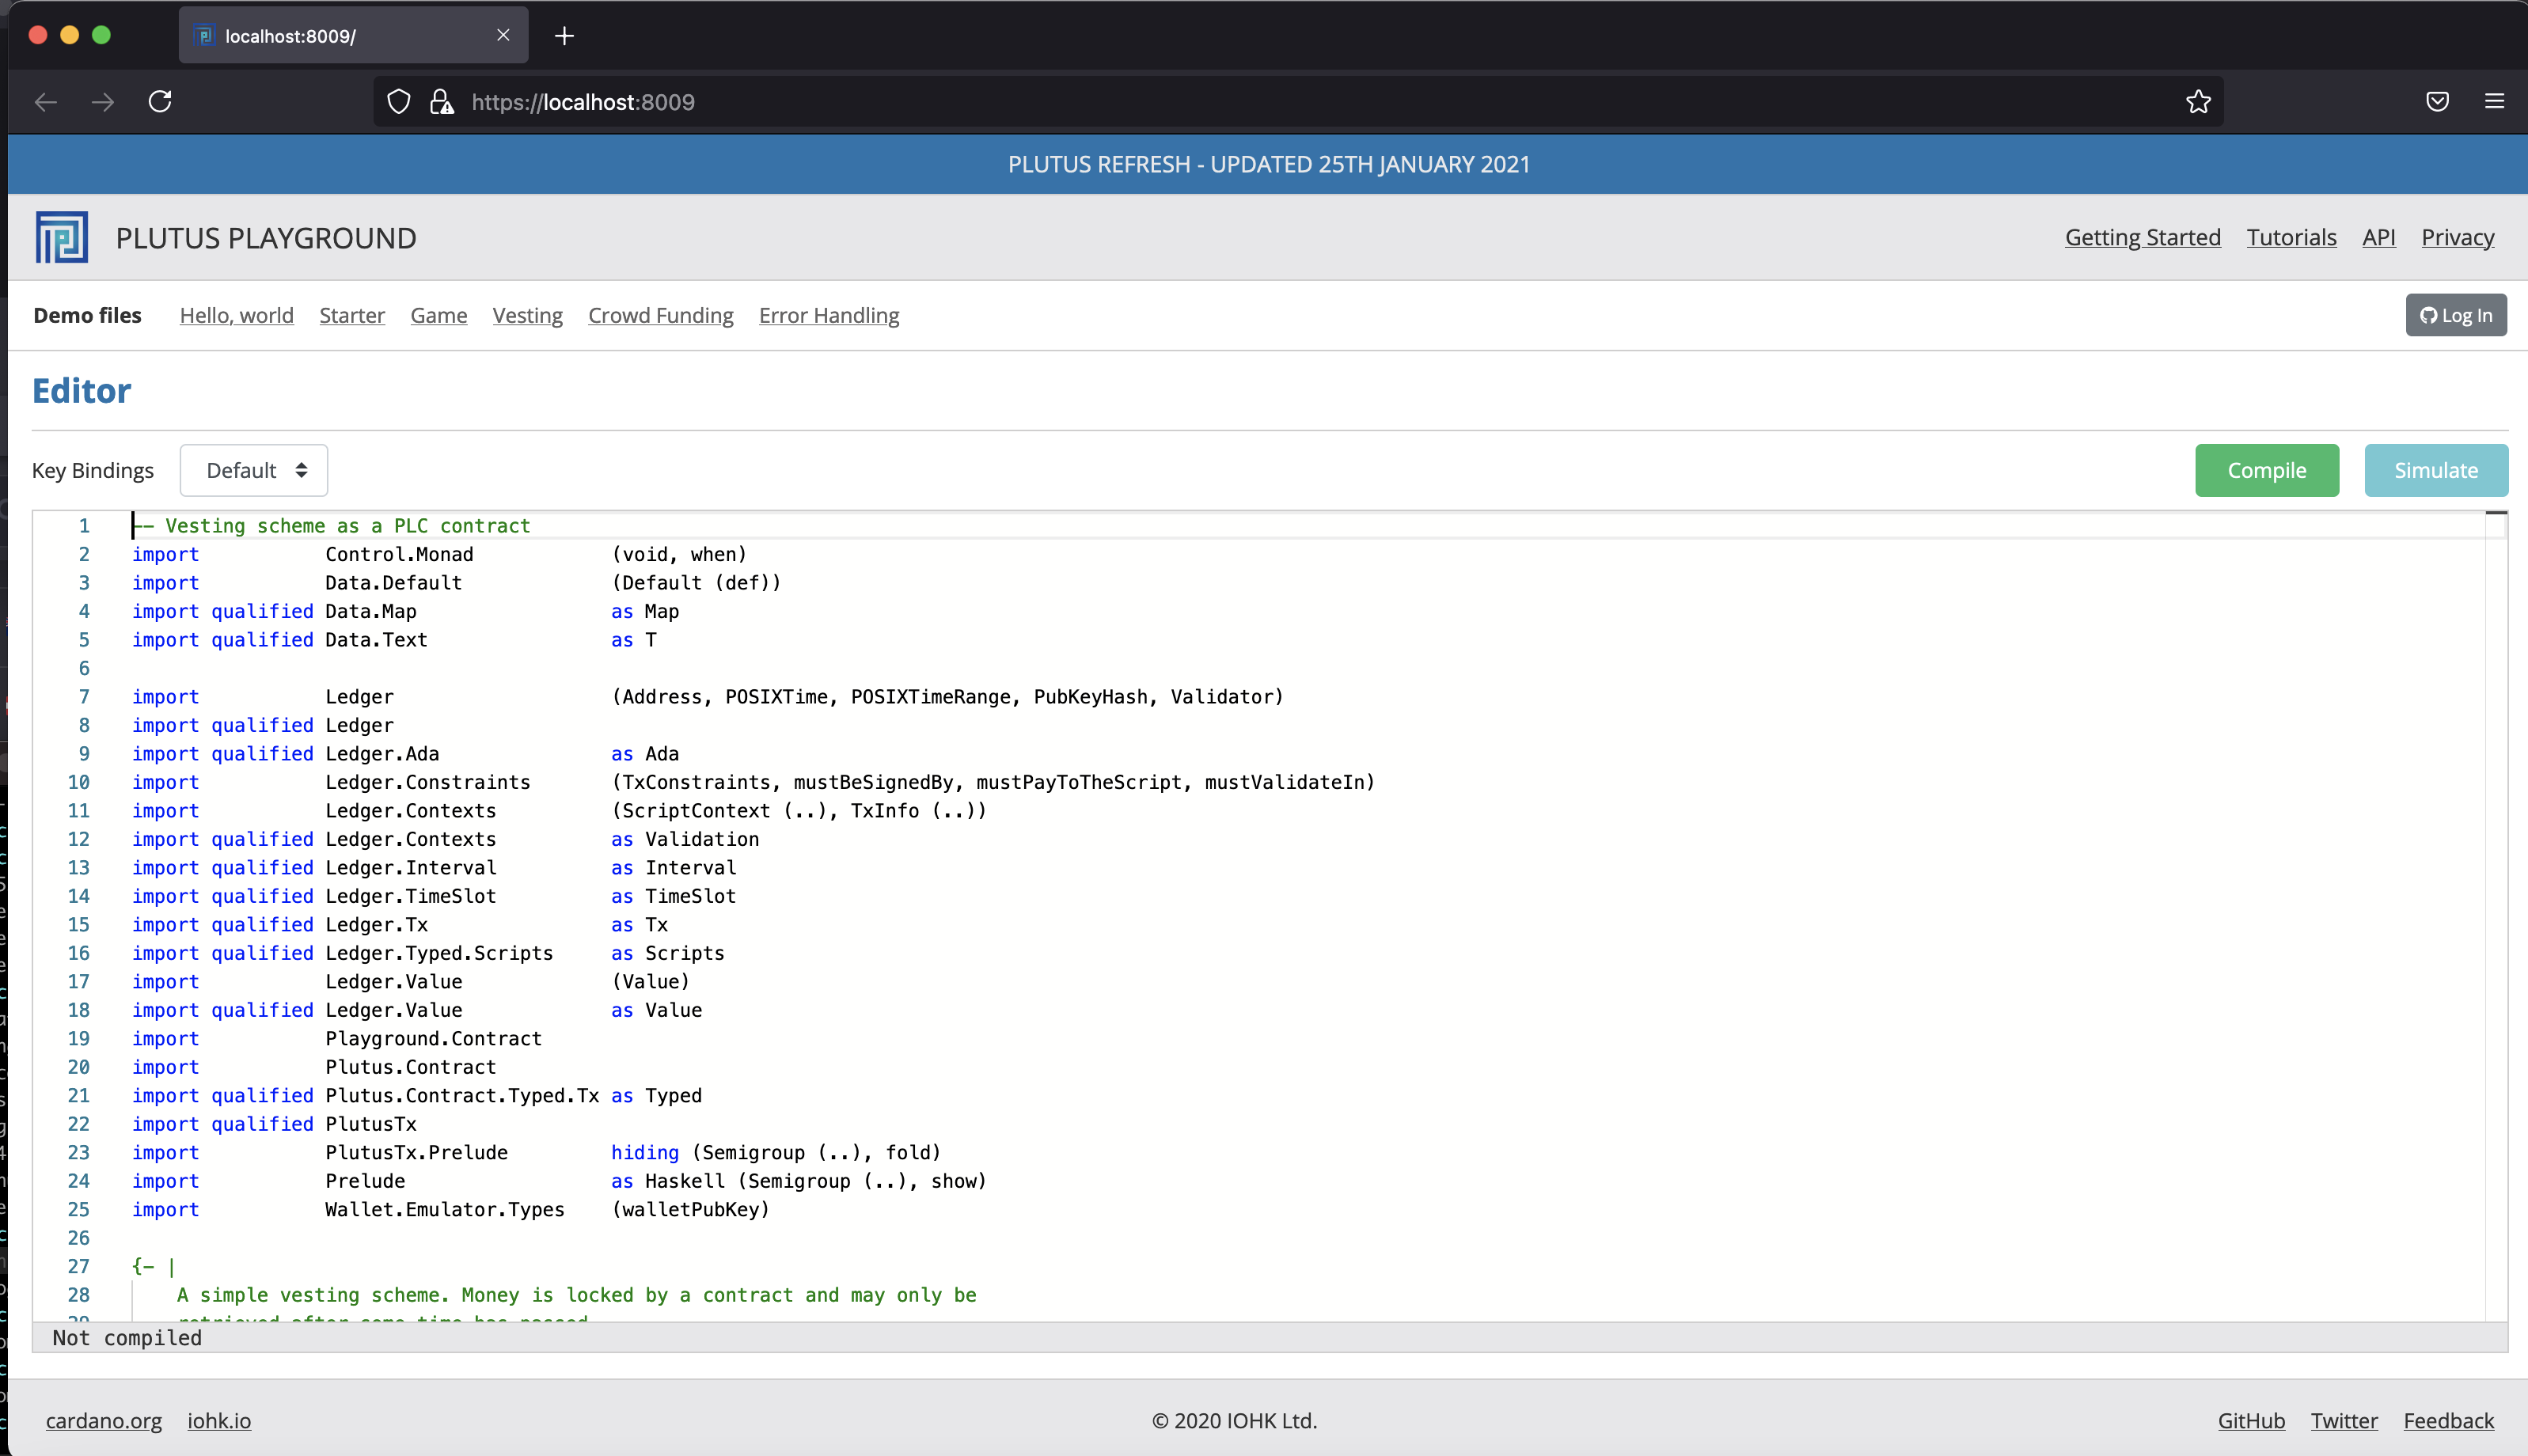 localhost:8009/
https://localhost:8009
PLUTUS REFRESH - UPDATED 25TH JANUARY 2021
PLUTUS PLAYGROUND
Getting Started Tutorials API Privacy
Demo files Hello, world Starter Game Vesting Crowd Funding Error Handling
Log In
Editor
Key Bindings Default
Compile Simulate
1 -- Vesting scheme as a PLC contract
2 import Control.Monad (void, when)
3 import Data.Default (Default (def))
4 import qualified Data.Map as Map
5 import qualified Data.Text as T
6
7 import Ledger (Address, POSIXTime, POSIXTimeRange, PubKeyHash, Validator)
8 import qualified Ledger
9 import qualified Ledger.Ada as Ada
10 import Ledger.Constraints (TxConstraints, mustBeSignedBy, mustPayToTheScript, mustValidateIn)
11 import Ledger.Contexts (ScriptContext (..), TxInfo (..))
12 import qualified Ledger.Contexts as Validation
13 import qualified Ledger.Interval as Interval
14 import qualified Ledger.TimeSlot as TimeSlot
15 import qualified Ledger.Tx as Tx
16 import qualified Ledger.Typed.Scripts as Scripts
17 import Ledger.Value (Value)
18 import qualified Ledger.Value as Value
19 import Playground.Contract
20 import Plutus.Contract
21 import qualified Plutus.Contract.Typed.Tx as Typed
22 import qualified PlutusTx
23 import PlutusTx.Prelude hiding (Semigroup (..), fold)
24 import Prelude as Haskell (Semigroup (..), show)
25 import Wallet.Emulator.Types (walletPubKey)
26
27 {- |
28 A simple vesting scheme. Money is locked by a contract and may only be
29 retrieved after some time has passed
Not compiled
cardano.org iohk.io
© 2020 IOHK Ltd.
GitHub Twitter Feedback